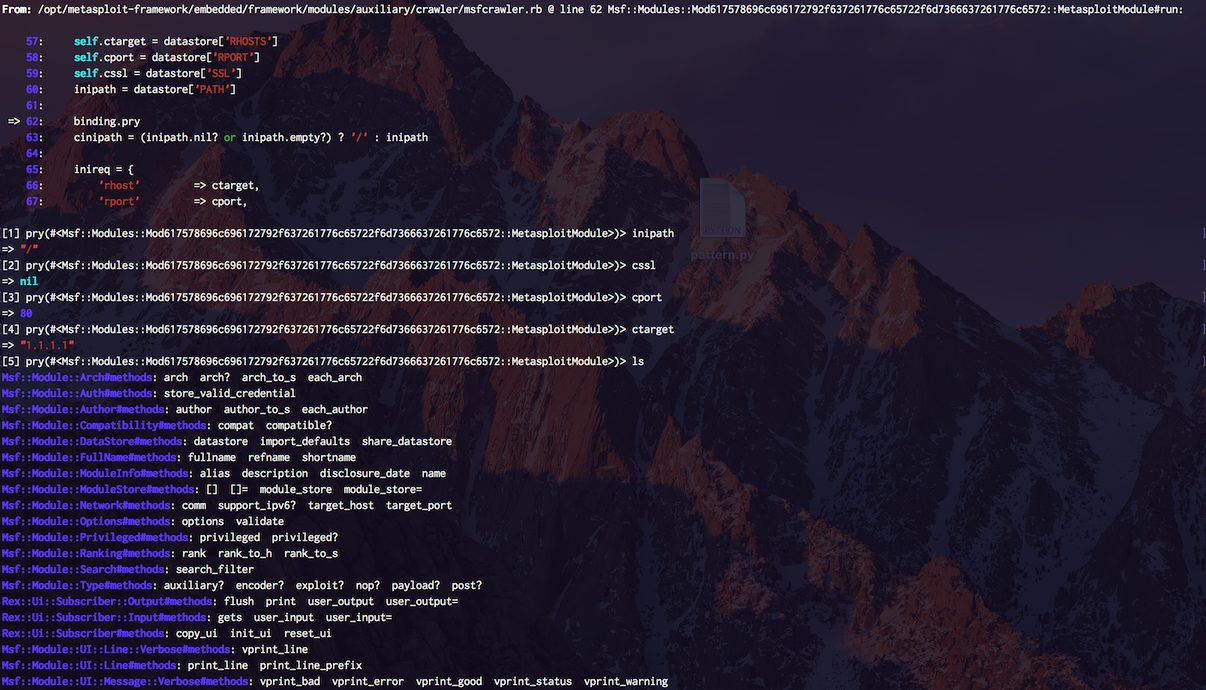 From: /opt/metasploit-framework/embedded/framework/modules/auxiliary/crawler/msfcrawler.rb @ line 62 Msf::Modules::Mod617578696c696172792f637261776c65722f6d7366637261776c6572::MetasploitModule#run:
57: self.ctarget = datastore['RHOSTS']
58: self.cport = datastore['RPORT']
59: self.cssl = datastore['SSL']
60: inipath = datastore['PATH']
61:
=> 62: binding.pry
63: cinipath = (inipath.nil? or inipath.empty?) ? '/' : inipath
64:
65: inireq = {
66: 'rhost' => ctarget,
67: 'rport' => cport,
[1] pry(#<Msf::Modules::Mod617578696c696172792f637261776c65722f6d7366637261776c6572::MetasploitModule>)> inipath
=> "/"
[2] pry(#<Msf::Modules::Mod617578696c696172792f637261776c65722f6d7366637261776c6572::MetasploitModule>)> cssl
=> nil
[3] pry(#<Msf::Modules::Mod617578696c696172792f637261776c65722f6d7366637261776c6572::MetasploitModule>)> cport
=> 80
[4] pry(#<Msf::Modules::Mod617578696c696172792f637261776c65722f6d7366637261776c6572::MetasploitModule>)> ctarget
=> "1.1.1.1"
[5] pry(#<Msf::Modules::Mod617578696c696172792f637261776c65722f6d7366637261776c6572::MetasploitModule>)> ls
Msf::Module::Arch#methods: arch arch? arch_to_s each_arch
Msf::Module::Auth#methods: store_valid_credential
Msf::Module::Author#methods: author author_to_s each_author
Msf::Module::Compatibility#methods: compat compatible?
Msf::Module::DataStore#methods: datastore import_defaults share_datastore
Msf::Module::FullName#methods: fullname refname shortname
Msf::Module::ModuleInfo#methods: alias description disclosure_date name
Msf::Module::ModuleStore#methods: [] []= module_store module_store=
Msf::Module::Network#methods: comm support_ipv6? target_host target_port
Msf::Module::Options#methods: options validate
Msf::Module::Privileged#methods: privileged privileged?
Msf::Module::Ranking#methods: rank rank_to_h rank_to_s
Msf::Module::Search#methods: search_filter
Msf::Module::Type#methods: auxiliary? encoder? exploit? nop? payload? post?
Rex::Ui::Subscriber::Output#methods: flush print user_output user_output=
Rex::Ui::Subscriber::Input#methods: gets user_input user_input=
Rex::Ui::Subscriber#methods: copy_ui init_ui reset_ui
Msf::Module::UI::Line::Verbose#methods: vprint_line
Msf::Module::UI::Line#methods: print_line print_line_prefix
Msf::Module::UI::Message::Verbose#methods: vprint_bad vprint_error vprint_good vprint_status vprint_warning
PYTHON
pattern.py